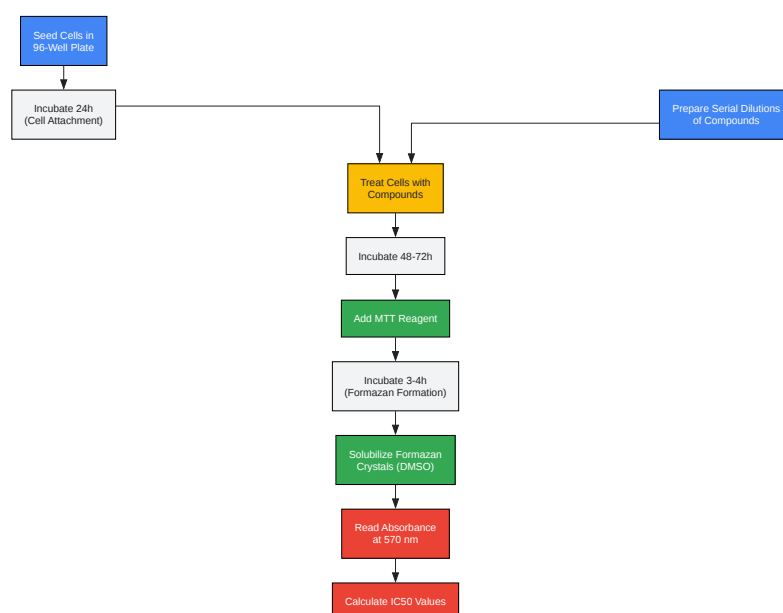 Seed Cells in
96-Well Plate
Incubate 24h
(Cell Attachment)
Prepare Serial Dilutions
of Compounds
Treat Cells with
Compounds
Incubate 48-72h
Add MTT Reagent
Incubate 3-4h
(Formazan Formation)
Solubilize Formazan
Crystals (DMSO)
Read Absorbance
at 570 nm
Calculate IC50 Values